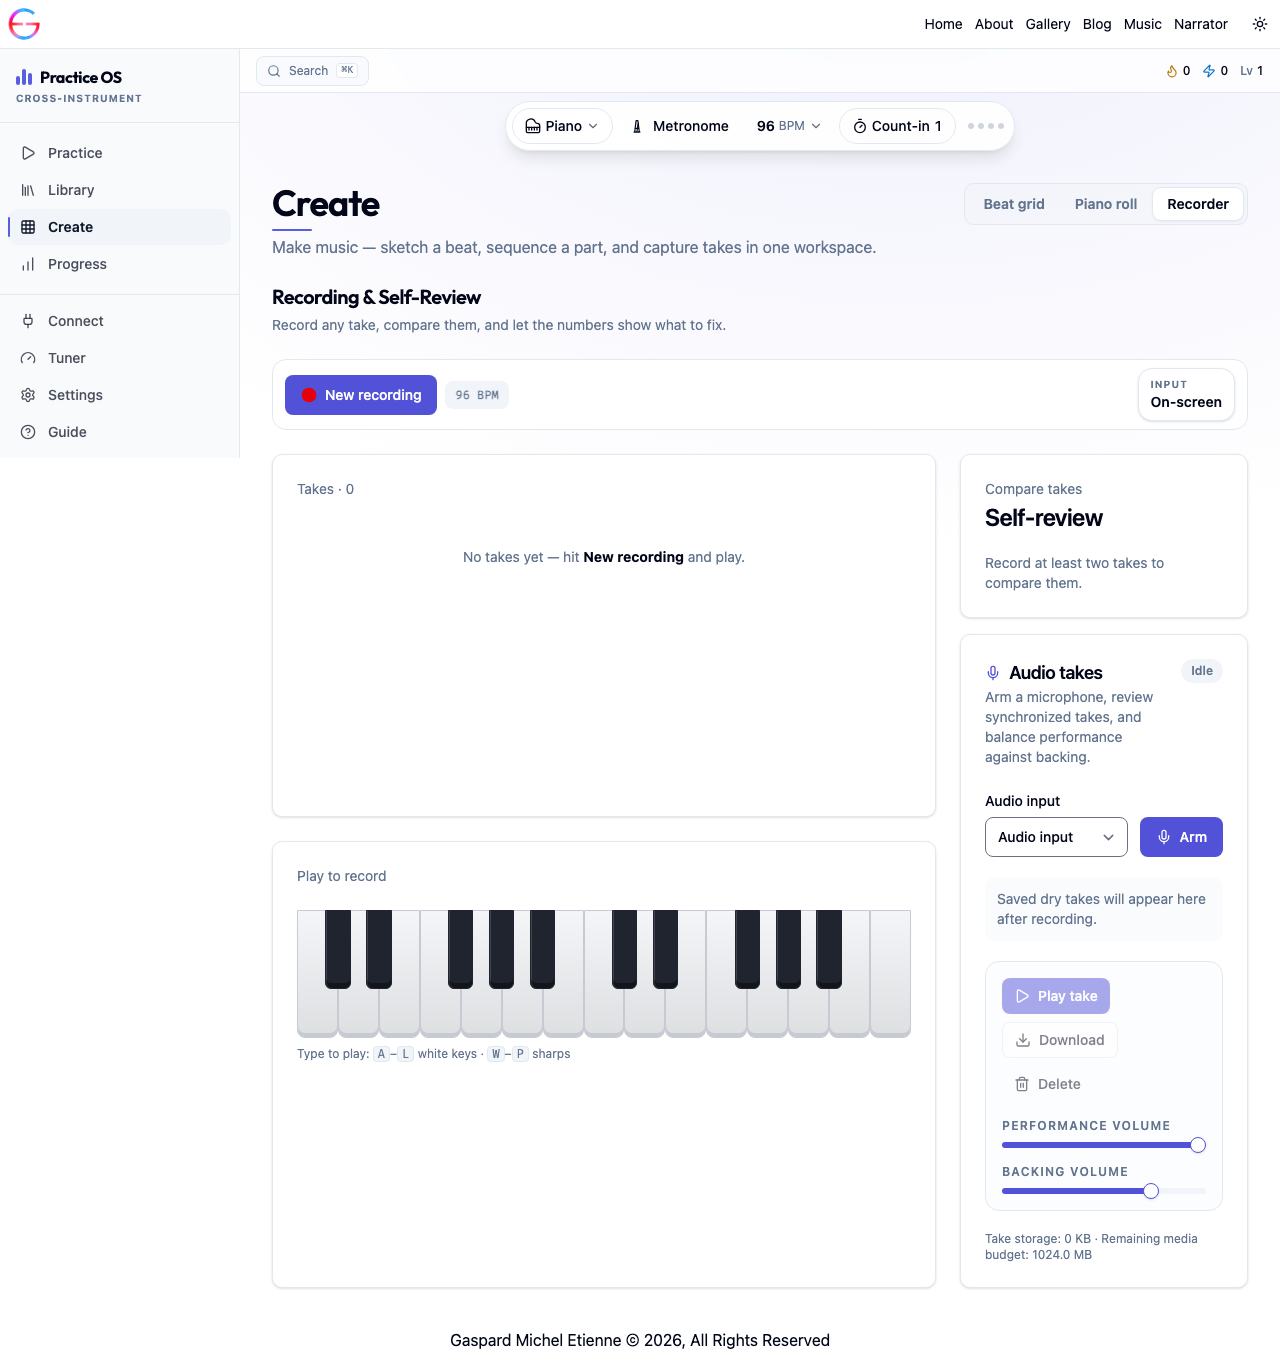 Home About Gallery Blog Music Narrator
Practice OS
CROSS-INSTRUMENT
Search ⌘K
0 0 Lv 1
Practice
Library
Create
Progress
Connect
Tuner
Settings
Guide
Piano Metronome 96 BPM Count-in 1
Create
Beat grid Piano roll Recorder
Make music — sketch a beat, sequence a part, and capture takes in one workspace.
Recording & Self-Review
Record any take, compare them, and let the numbers show what to fix.
New recording 96 BPM
INPUT
On-screen
Takes · 0
No takes yet — hit New recording and play.
Compare takes
Self-review
Record at least two takes to
compare them.
Audio takes Idle
Arm a microphone, review
synchronized takes, and
balance performance
against backing.
Audio input
Audio input Arm
Saved dry takes will appear here
after recording.
Play take
Download
Delete
PERFORMANCE VOLUME
BACKING VOLUME
Take storage: 0 KB · Remaining media
budget: 1024.0 MB
Play to record
Type to play: A–L white keys · W–P sharps
Gaspard Michel Etienne © 2026, All Rights Reserved